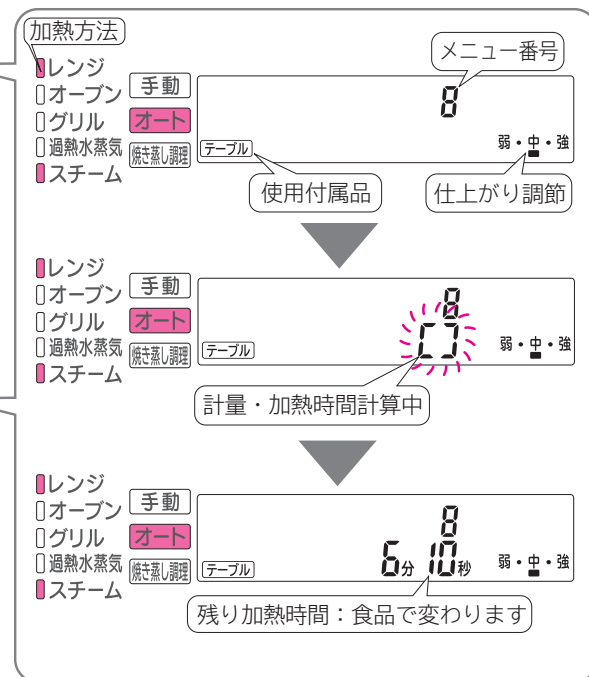 加熱方法
レンジ
オーブン
グリル
過熱水蒸気
スチーム
手動
オート
焼き蒸し調理
メニュー番号
8
テーブル
弱・中・強
使用付属品
仕上がり調節
レンジ
オーブン
グリル
過熱水蒸気
スチーム
手動
オート
焼き蒸し調理
8
テーブル
弱・中・強
計量・加熱時間計算中
レンジ
オーブン
グリル
過熱水蒸気
スチーム
手動
オート
焼き蒸し調理
8
6分10秒
テーブル
弱・中・強
残り加熱時間：食品で変わります